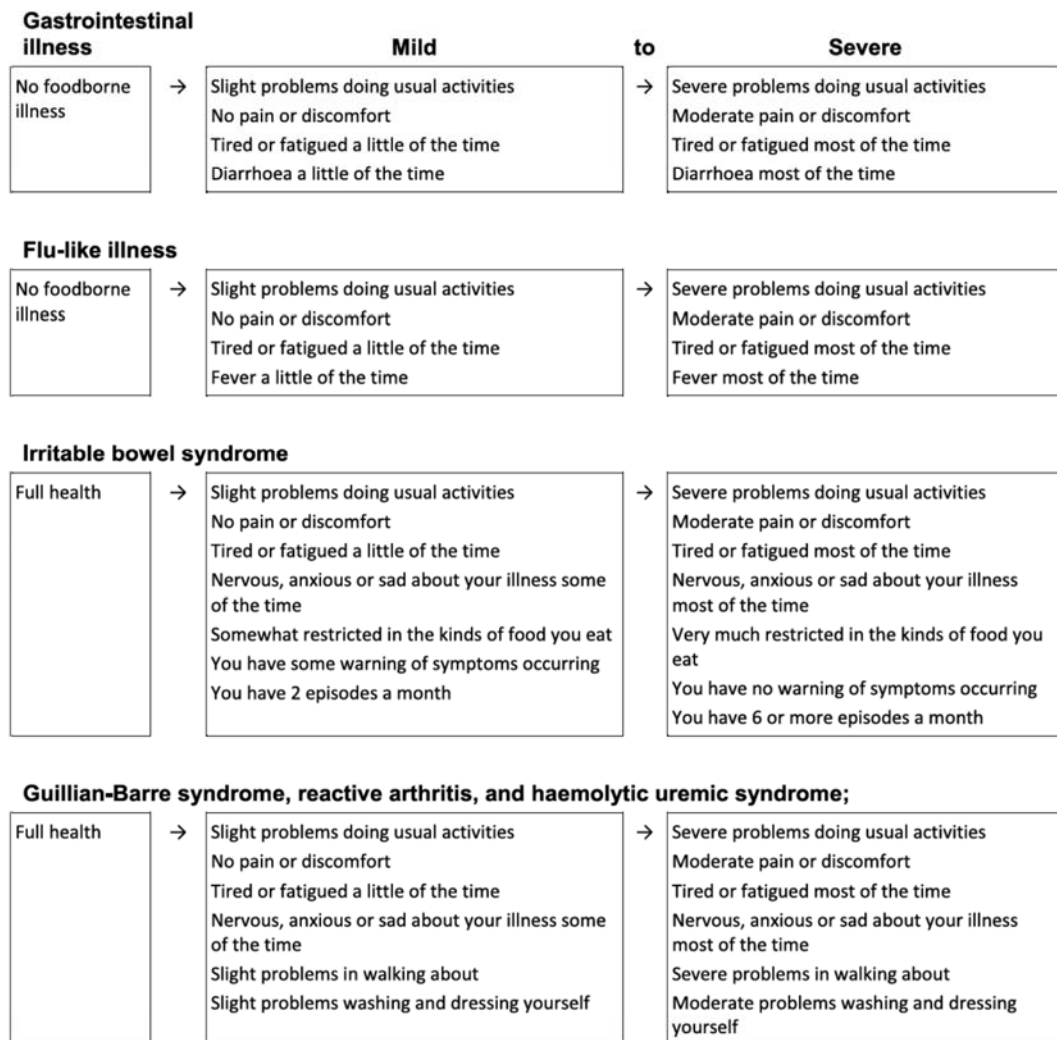 Gastrointestinal
illness
Mild to Severe
No foodborne
illness
→
Slight problems doing usual activities
No pain or discomfort
Tired or fatigued a little of the time
Diarrhoea a little of the time
→
Severe problems doing usual activities
Moderate pain or discomfort
Tired or fatigued most of the time
Diarrhoea most of the time
Flu-like illness
No foodborne
illness
→
Slight problems doing usual activities
No pain or discomfort
Tired or fatigued a little of the time
Fever a little of the time
→
Severe problems doing usual activities
Moderate pain or discomfort
Tired or fatigued most of the time
Fever most of the time
Irritable bowel syndrome
Full health
→
Slight problems doing usual activities
No pain or discomfort
Tired or fatigued a little of the time
Nervous, anxious or sad about your illness some
of the time
Somewhat restricted in the kinds of food you eat
You have some warning of symptoms occurring
You have 2 episodes a month
→
Severe problems doing usual activities
Moderate pain or discomfort
Tired or fatigued most of the time
Nervous, anxious or sad about your illness
most of the time
Very much restricted in the kinds of food you
eat
You have no warning of symptoms occurring
You have 6 or more episodes a month
Guillian-Barre syndrome, reactive arthritis, and haemolytic uremic syndrome;
Full health
→
Slight problems doing usual activities
No pain or discomfort
Tired or fatigued a little of the time
Nervous, anxious or sad about your illness some
of the time
Slight problems in walking about
Slight problems washing and dressing yourself
→
Severe problems doing usual activities
Moderate pain or discomfort
Tired or fatigued most of the time
Nervous, anxious or sad about your illness
most of the time
Severe problems in walking about
Moderate problems washing and dressing
yourself